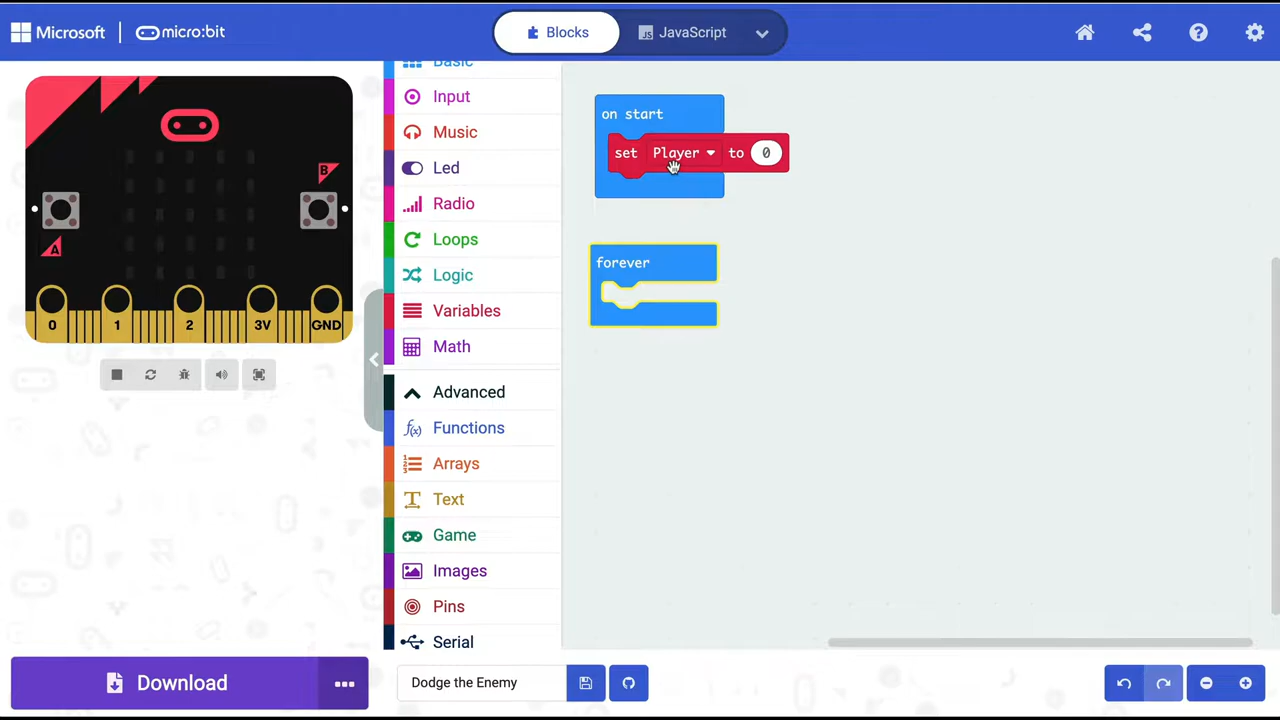 Microsoft
micro:bit
Blocks
JS JavaScript
B
A
0 1 2 3V GND
Basic
Input
Music
Led
Radio
Loops
Logic
Variables
Math
Advanced
f(x) Functions
Arrays
Text
Game
Images
Pins
Serial
on start
set Player to 0
forever
Download
Dodge the Enemy